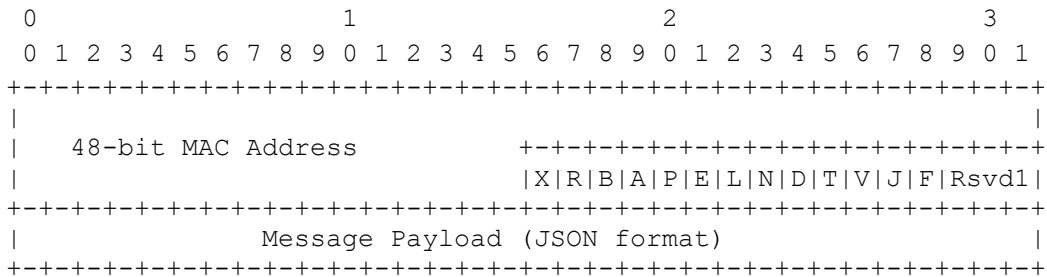 0                   1                   2                   3
 0 1 2 3 4 5 6 7 8 9 0 1 2 3 4 5 6 7 8 9 0 1 2 3 4 5 6 7 8 9 0 1
+-+-+-+-+-+-+-+-+-+-+-+-+-+-+-+-+-+-+-+-+-+-+-+-+-+-+-+-+-+-+-+-+
|                                                               |
|   48-bit MAC Address          +-+-+-+-+-+-+-+-+-+-+-+-+-+-+-+-+
|                               |X|R|B|A|P|E|L|N|D|T|V|J|F|Rsvd1|
+-+-+-+-+-+-+-+-+-+-+-+-+-+-+-+-+-+-+-+-+-+-+-+-+-+-+-+-+-+-+-+-+
|               Message Payload (JSON format)                   |
+-+-+-+-+-+-+-+-+-+-+-+-+-+-+-+-+-+-+-+-+-+-+-+-+-+-+-+-+-+-+-+-+